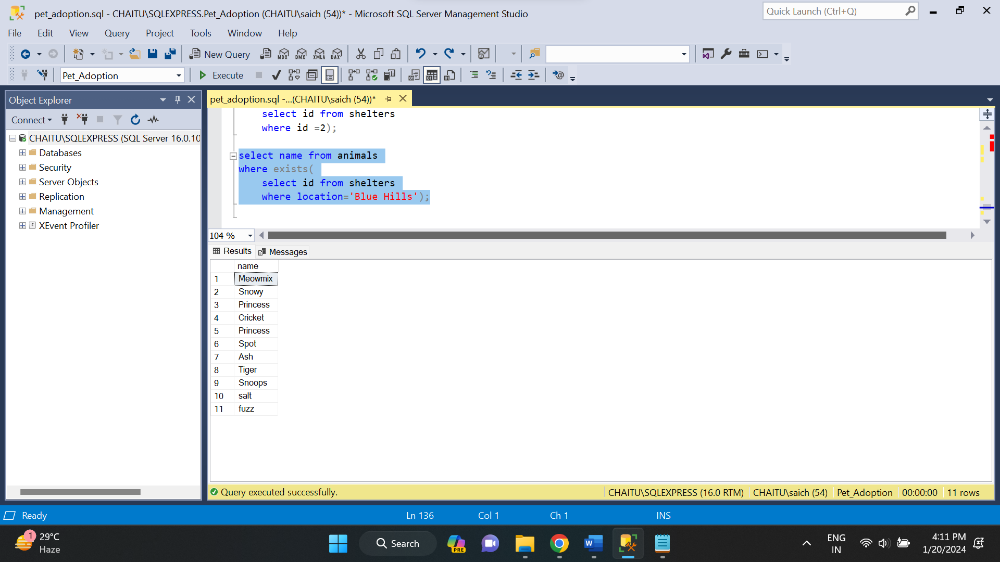 pet_adoption.sql - CHAITU\SQLEXPRESS.Pet_Adoption (CHAITU\saich (54))* - Microsoft SQL Server Management Studio
Quick Launch (Ctrl+Q)
File Edit View Query Project Tools Window Help
New Query MDX DMX XMLA DAX
Pet_Adoption Execute
Object Explorer
Connect
CHAITU\SQLEXPRESS (SQL Server 16.0.10
Databases
Security
Server Objects
Replication
Management
XEvent Profiler
pet_adoption.sql -...(CHAITU\saich (54))*
select id from shelters
where id =2);
select name from animals
where exists(
select id from shelters
where location='Blue Hills');
104 %
Results Messages
name
1 Meowmix
2 Snowy
3 Princess
4 Cricket
5 Princess
6 Spot
7 Ash
8 Tiger
9 Snoops
10 salt
11 fuzz
Query executed successfully. CHAITU\SQLEXPRESS (16.0 RTM) CHAITU\saich (54) Pet_Adoption 00:00:00 11 rows
Ready Ln 136 Col 1 Ch 1 INS
1 29°C
Haze
Search
PRE
W
ENG
IN
4:11 PM
1/20/2024